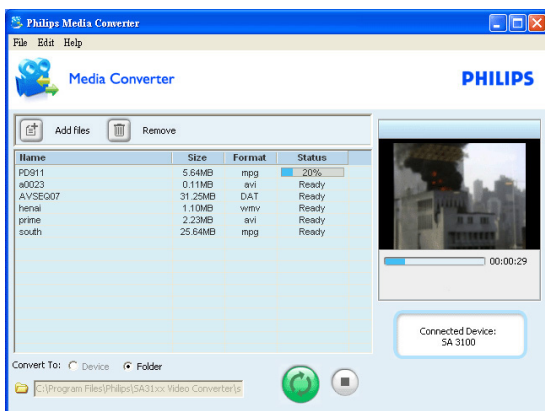 Philips Media Converter
File Edit Help
Media Converter
PHILIPS
Add files Remove
Name Size Format Status
PD911 5.64MB mpg 20%
a0023 0.11MB avi Ready
AVSEQ07 31.25MB DAT Ready
henai 1.10MB wmv Ready
prime 2.23MB avi Ready
south 25.64MB mpg Ready
00:00:29
Connected Device:
SA 3100
Convert To: Device Folder
C:\Program Files\Philips\SA31xx Video Converter\s